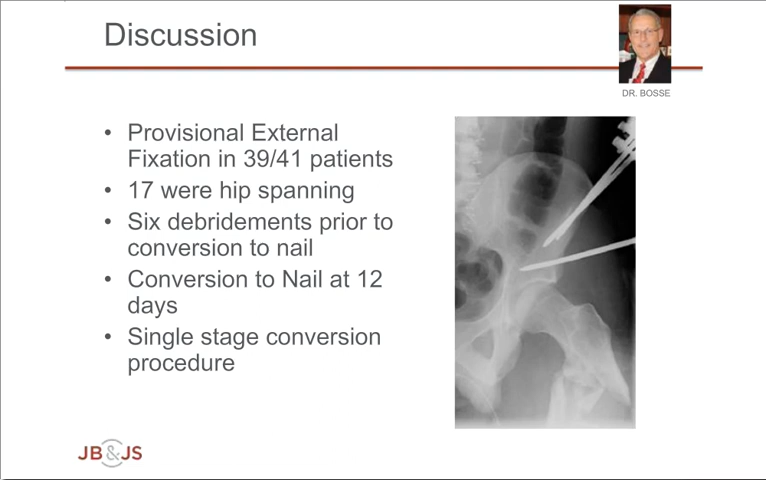 Discussion
DR. BOSSE
• Provisional External
Fixation in 39/41 patients
• 17 were hip spanning
• Six debridements prior to
conversion to nail
• Conversion to Nail at 12
days
• Single stage conversion
procedure
JB&JS